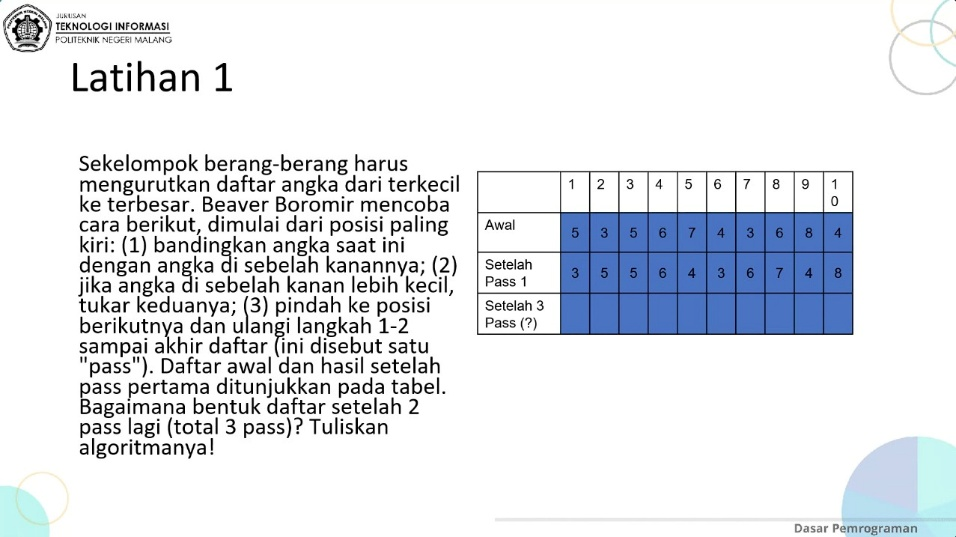 JURUSAN
TEKNOLOGI INFORMASI
POLITEKNIK NEGERI MALANG
Latihan 1
Sekelompok berang-berang harus
mengurutkan daftar angka dari terkecil
ke terbesar. Beaver Boromir mencoba
cara berikut, dimulai dari posisi paling
kiri: (1) bandingkan angka saat ini
dengan angka di sebelah kanannya; (2)
jika angka di sebelah kanan lebih kecil,
tukar keduanya; (3) pindah ke posisi
berikutnya dan ulangi langkah 1-2
sampai akhir daftar (ini disebut satu
"pass"). Daftar awal dan hasil setelah
pass pertama ditunjukkan pada tabel.
Bagaimana bentuk daftar setelah 2
pass lagi (total 3 pass)? Tuliskan
algoritmanya!
1 2 3 4 5 6 7 8 9 10
Awal 5 3 5 6 7 4 3 6 8 4
Setelah
Pass 1 3 5 5 6 4 3 6 7 4 8
Setelah 3
Pass (?)
Dasar Pemrograman